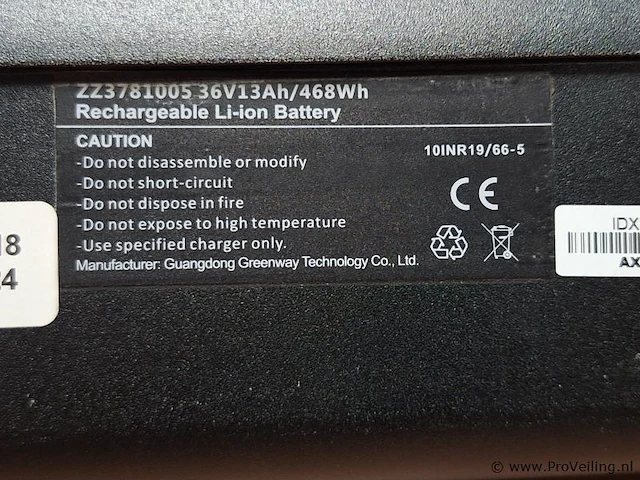 ZZ3781005 36V13Ah/468Wh
Rechargeable Li-ion Battery
CAUTION
-Do not disassemble or modify
-Do not short-circuit
-Do not dispose in fire
-Do not expose to high temperature
-Use specified charger only.
Manufacturer: Guangdong Greenway Technology Co., Ltd.
10INR19/66-5
CE
18
24
IDX
AX
© www.ProVeiling.nl